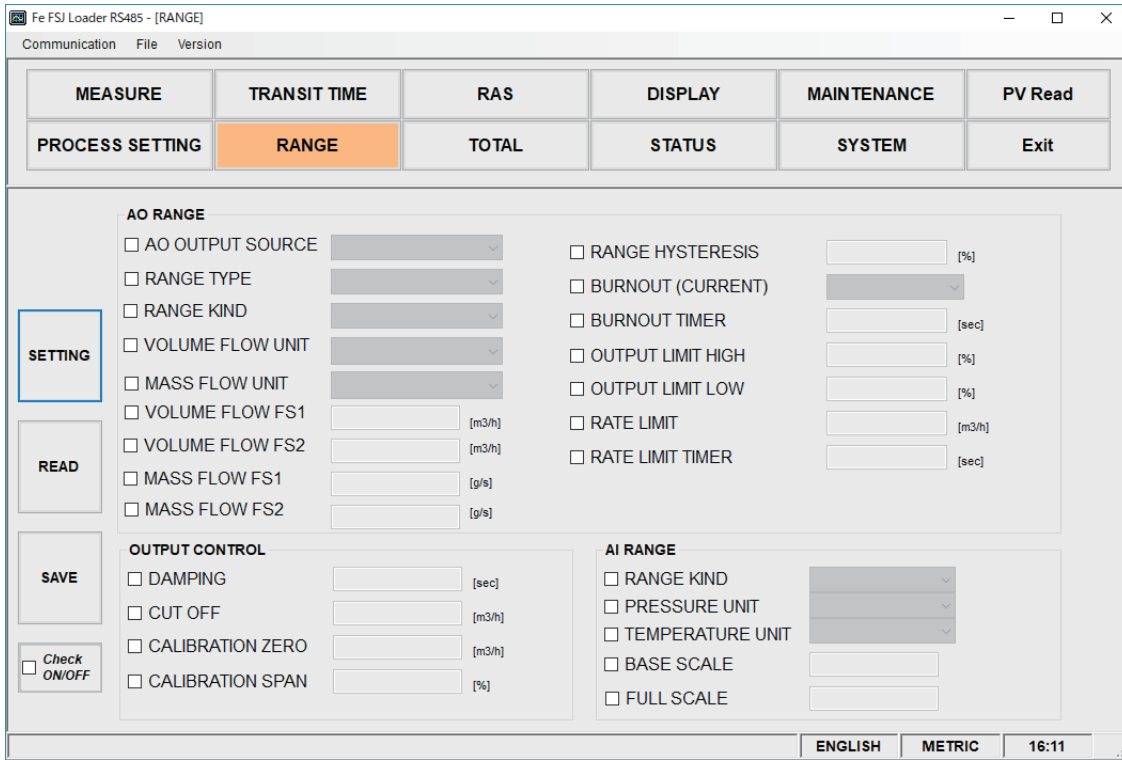 Fe FSJ Loader RS485 - [RANGE]
Communication File Version
MEASURE TRANSIT TIME RAS DISPLAY MAINTENANCE PV Read
PROCESS SETTING RANGE TOTAL STATUS SYSTEM Exit
SETTING
READ
SAVE
Check
ON/OFF
AO RANGE
AO OUTPUT SOURCE
RANGE TYPE
RANGE KIND
VOLUME FLOW UNIT
MASS FLOW UNIT
VOLUME FLOW FS1 [m3/h]
VOLUME FLOW FS2 [m3/h]
MASS FLOW FS1 [g/s]
MASS FLOW FS2 [g/s]
RANGE HYSTERESIS [%]
BURNOUT (CURRENT)
BURNOUT TIMER [sec]
OUTPUT LIMIT HIGH [%]
OUTPUT LIMIT LOW [%]
RATE LIMIT [m3/h]
RATE LIMIT TIMER [sec]
OUTPUT CONTROL
DAMPING [sec]
CUT OFF [m3/h]
CALIBRATION ZERO [m3/h]
CALIBRATION SPAN [%]
AI RANGE
RANGE KIND
PRESSURE UNIT
TEMPERATURE UNIT
BASE SCALE
FULL SCALE
ENGLISH METRIC 16:11